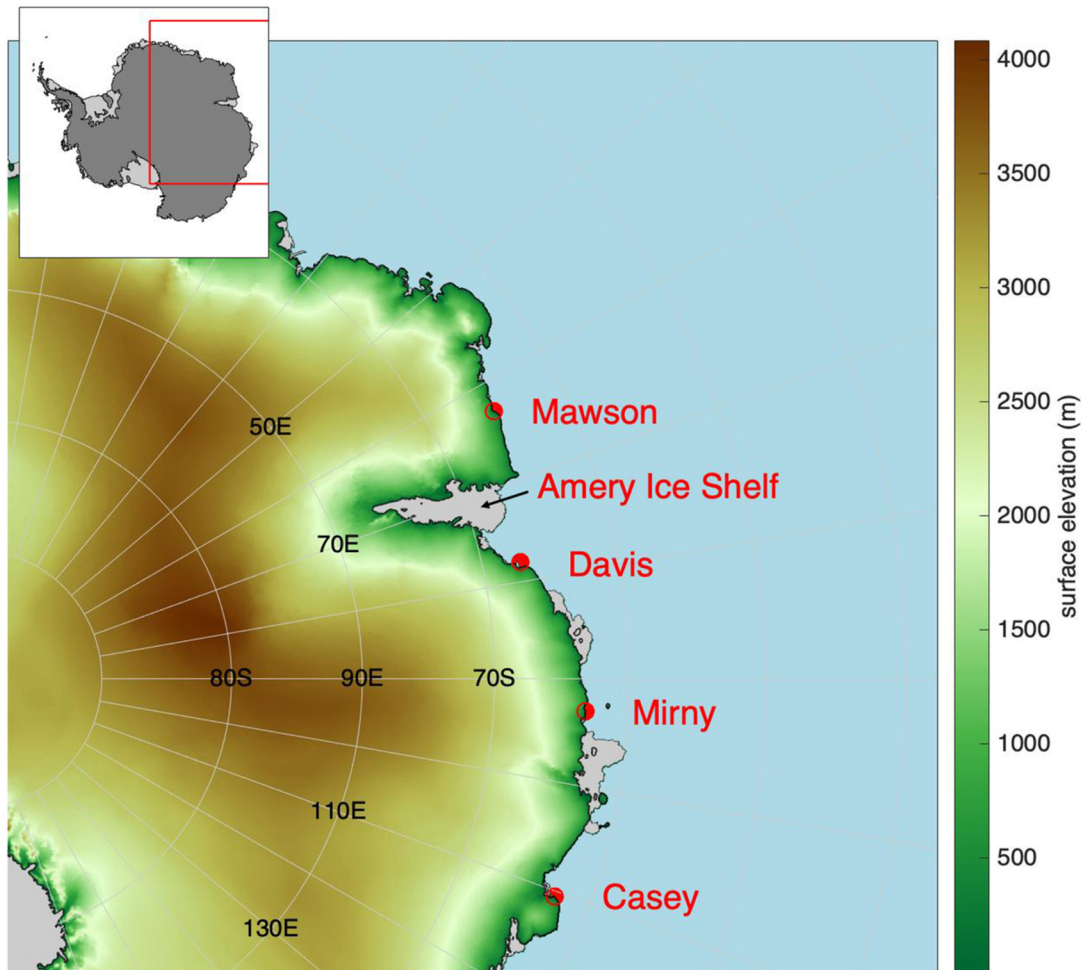 4000
3500
3000
2500
2000
1500
1000
500
surface elevation (m)
50E
Mawson
Amery Ice Shelf
70E
Davis
80S
90E
70S
Mirny
110E
Casey
130E